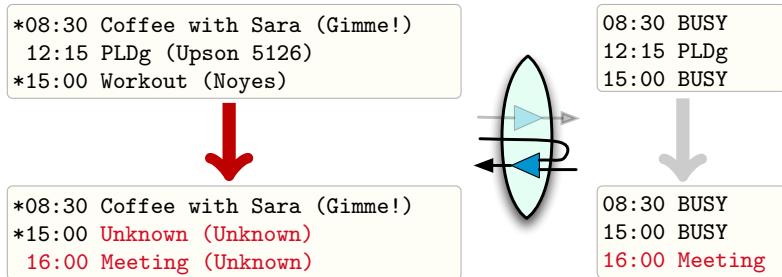 *08:30 Coffee with Sara (Gimme!)
12:15 PLDg (Upson 5126)
*15:00 Workout (Noyes)
08:30 BUSY
12:15 PLDg
15:00 BUSY
*08:30 Coffee with Sara (Gimme!)
*15:00 Unknown (Unknown)
16:00 Meeting (Unknown)
08:30 BUSY
15:00 BUSY
16:00 Meeting